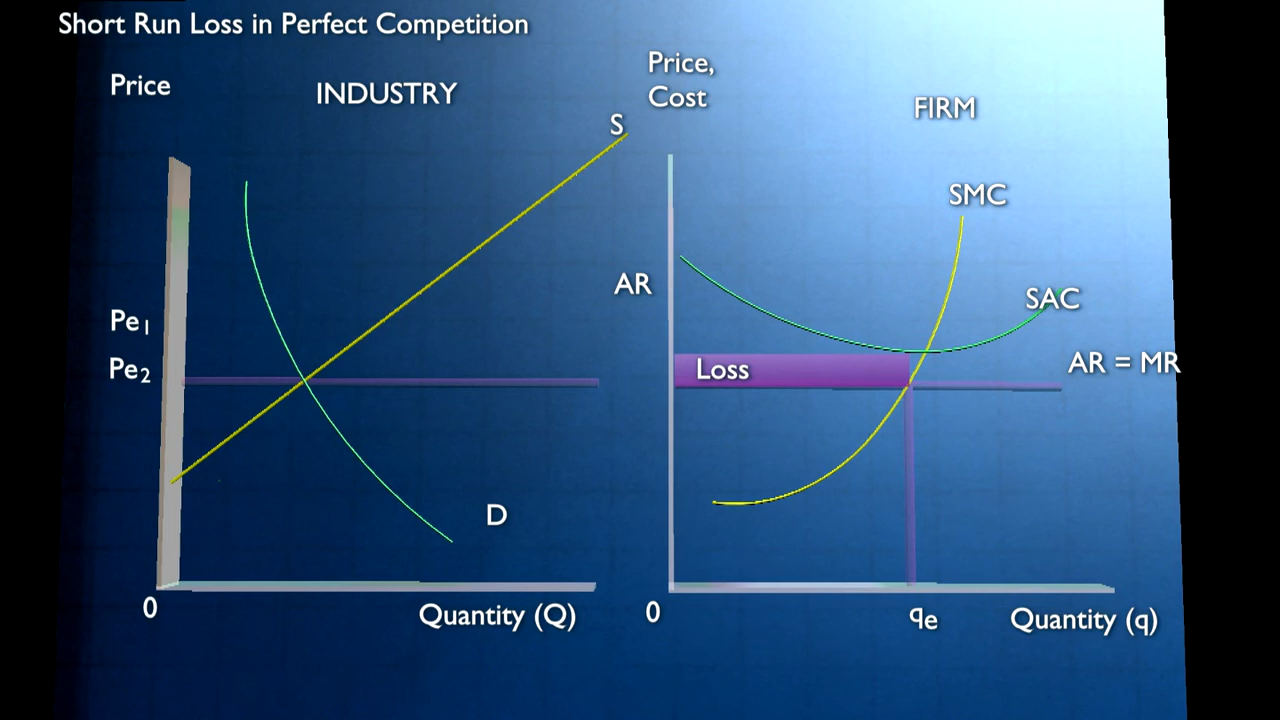 Short Run Loss in Perfect Competition
Price
INDUSTRY
S
Pe1
Pe2
D
0
Quantity (Q)
Price,
Cost
FIRM
SMC
AR
SAC
Loss
AR = MR
0
qe
Quantity (q)